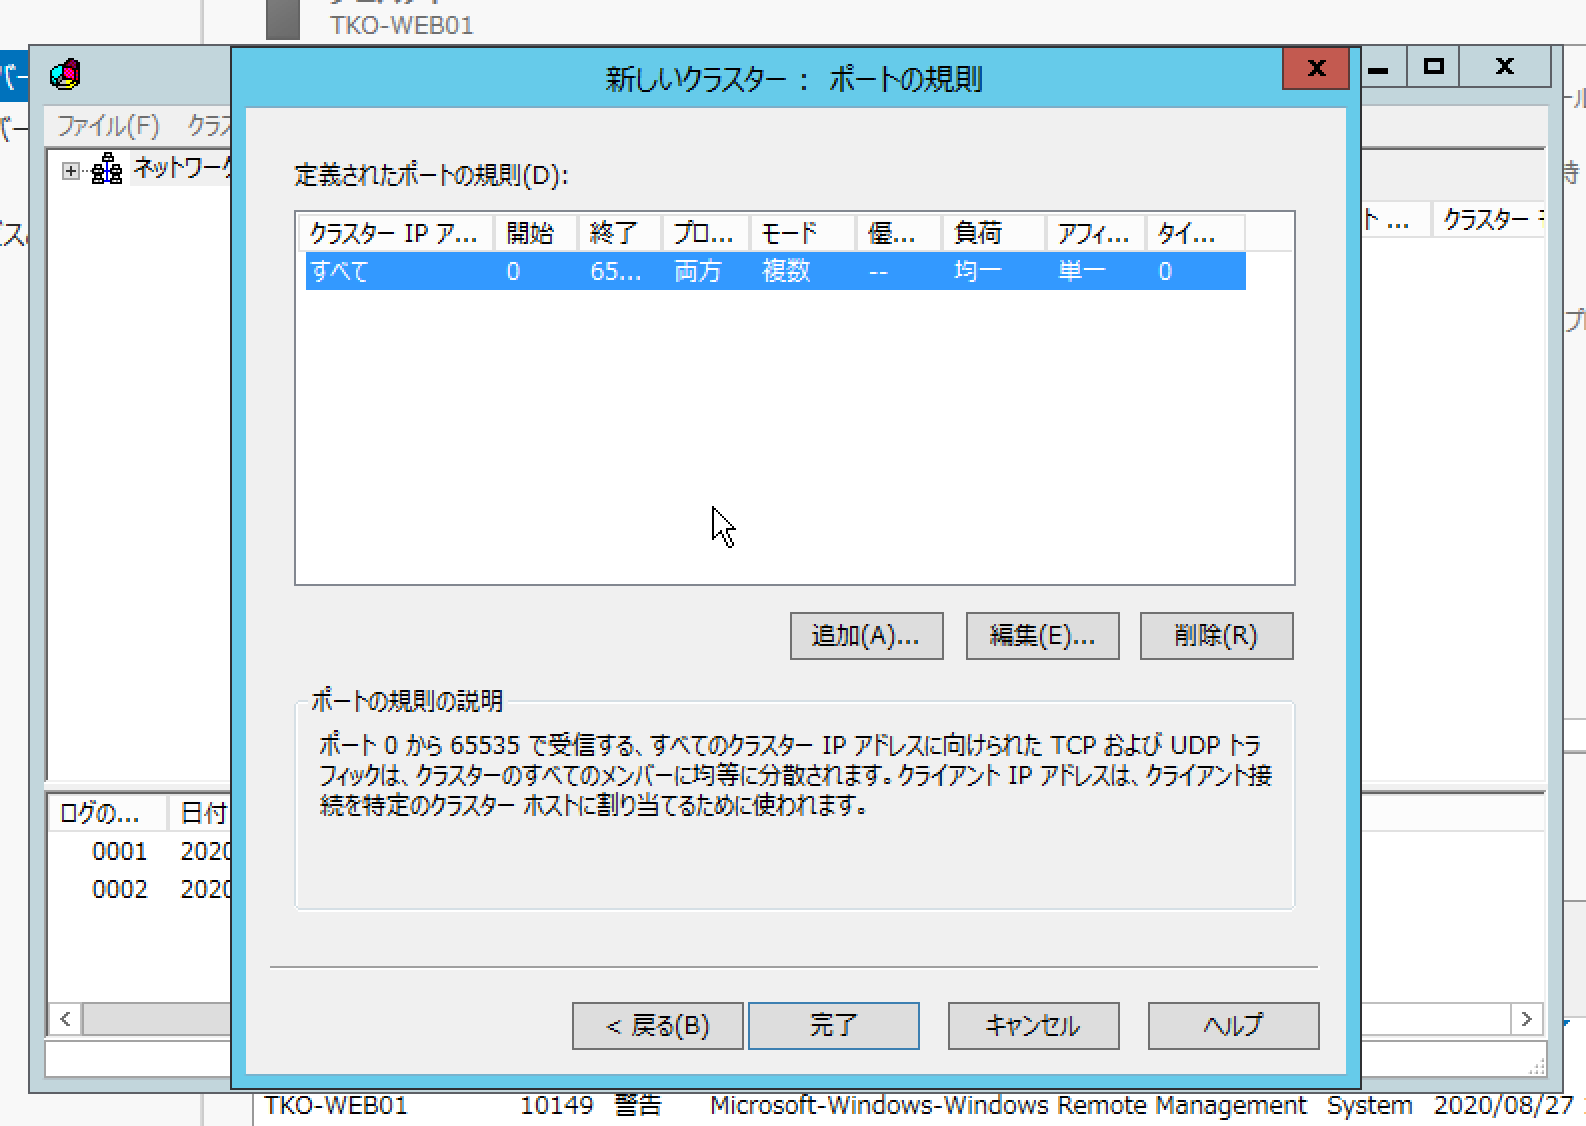 TKO-WEB01
新しいクラスター： ポートの規則
ファイル(F)
ネットワーク
定義されたポートの規則(D):
クラスター IP ア... 開始 終了 プロ... モード 優... 負荷 アフィ... タイ...
すべて 0 65... 両方 複数 -- 均一 単一 0
ト ... クラスター
追加(A)... 編集(E)... 削除(R)
ポートの規則の説明
ポート 0 から 65535 で受信する、すべてのクラスター IP アドレスに向けられた TCP および UDP トラ
フィックは、クラスターのすべてのメンバーに均等に分散されます。クライアント IP アドレスは、クライアント接
続を特定のクラスター ホストに割り当てるために使われます。
ログの... 日付
0001 2020
0002 2020
< 戻る(B) 完了 キャンセル ヘルプ
TKO-WEB01 10149 警告 Microsoft-Windows-Windows Remote Management System 2020/08/27